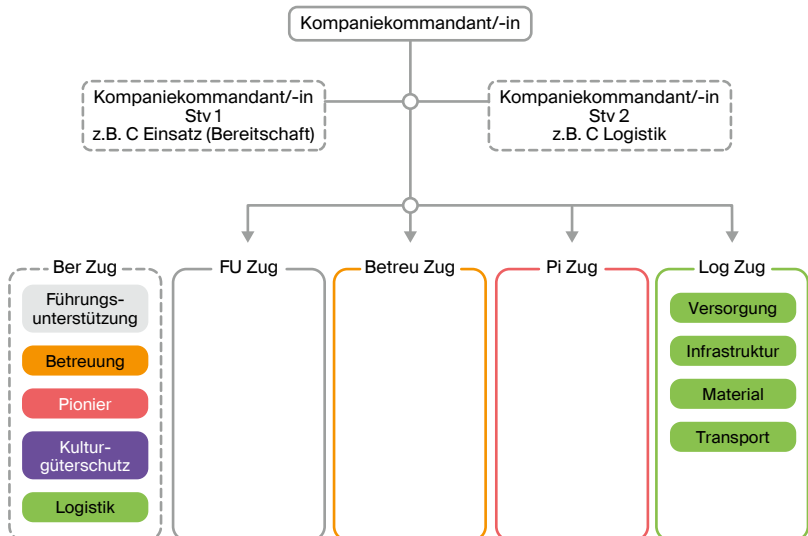 Kompaniekommandant/-in
Kompaniekommandant/-in
Stv 1
z.B. C Einsatz (Bereitschaft)
Kompaniekommandant/-in
Stv 2
z.B. C Logistik
Ber Zug
FU Zug
Betreu Zug
Pi Zug
Log Zug
Führungs-
unterstützung
Betreuung
Pionier
Kultur-
güterschutz
Logistik
Versorgung
Infrastruktur
Material
Transport